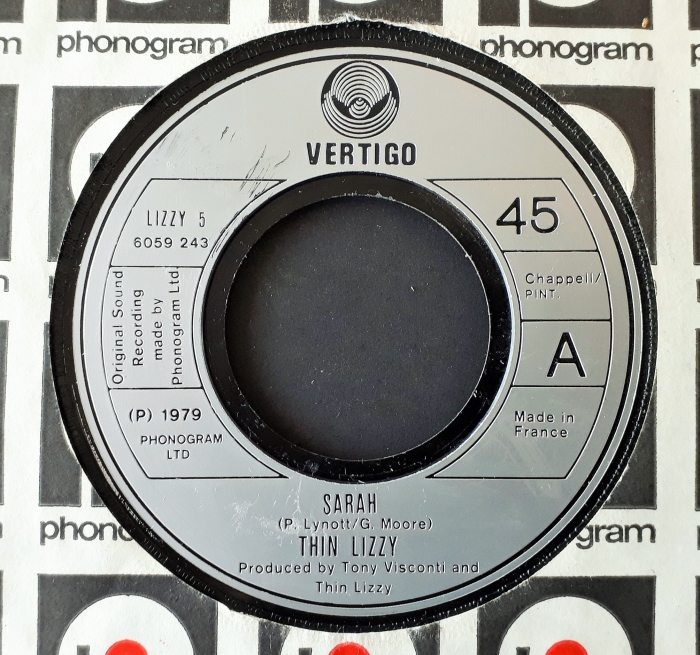 phonogram phonogram
VERTIGO
LIZZY 5
6059 243
Original Sound
Recording
made by
Phonogram Ltd.
(P) 1979
PHONOGRAM
LTD
45
Chappell/
PINT.
A
Made in
France
SARAH
(P. Lynott/G. Moore)
THIN LIZZY
Produced by Tony Visconti and
Thin Lizzy